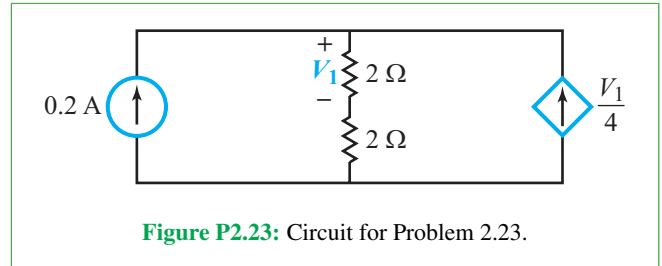 +
V₁ 2 Ω
−
0.2 A
V₁
4
2 Ω
Figure P2.23: Circuit for Problem 2.23.